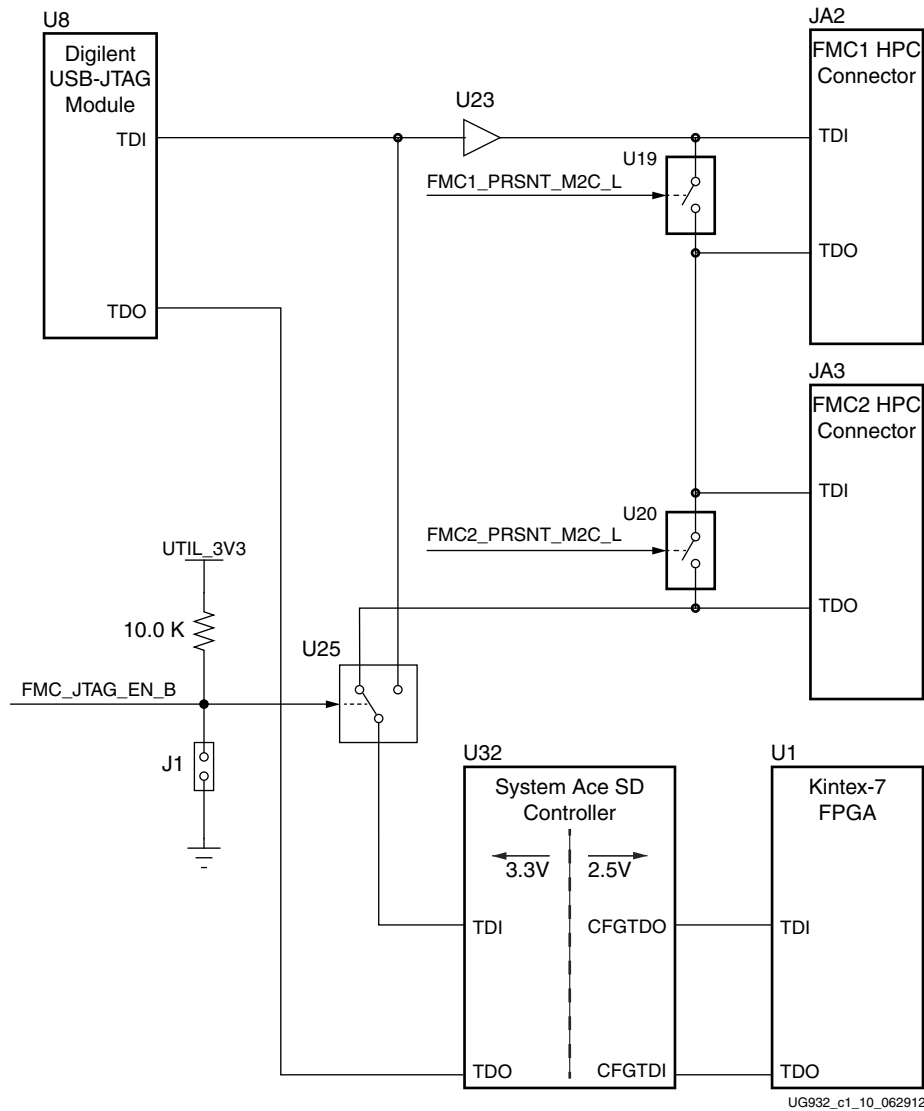 U8
Digilent
USB-JTAG
Module
TDI
TDO
U23
JA2
FMC1 HPC
Connector
TDI
TDO
U19
FMC1_PRSNT_M2C_L
JA3
FMC2 HPC
Connector
TDI
TDO
U20
FMC2_PRSNT_M2C_L
UTIL_3V3
10.0 K
U25
FMC_JTAG_EN_B
J1
U32
System Ace SD
Controller
3.3V
2.5V
TDI
CFGTDO
TDO
CFGTDI
U1
Kintex-7
FPGA
TDI
TDO
UG932_c1_10_062912